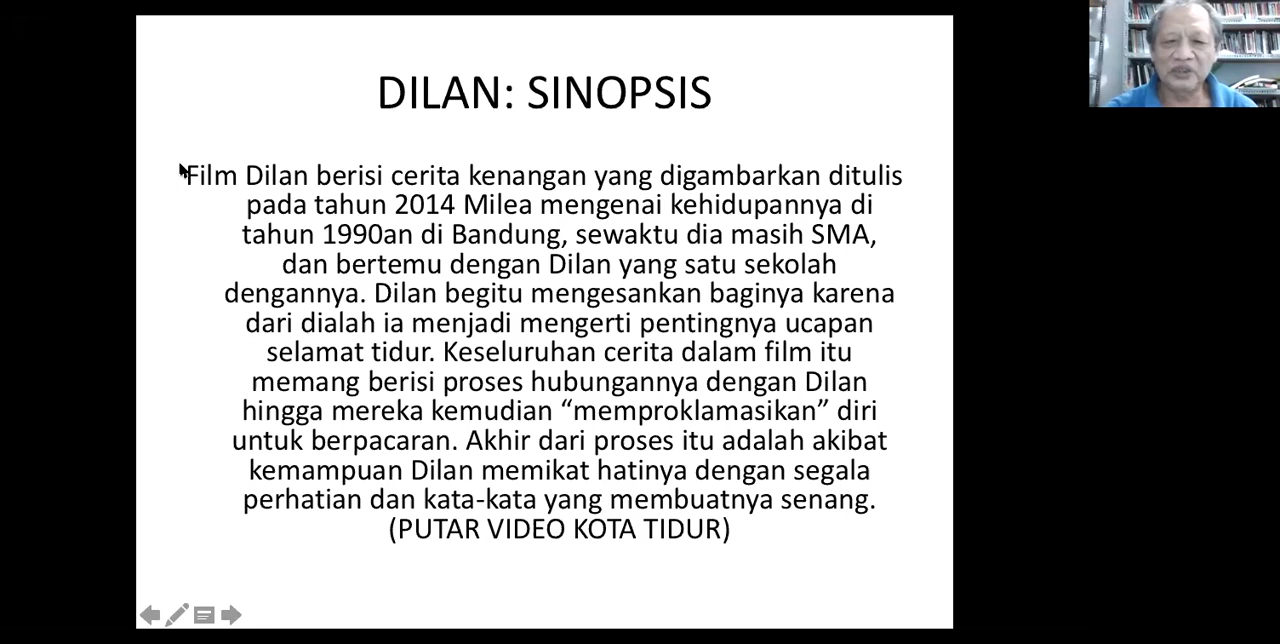 DILAN: SINOPSIS
Film Dilan berisi cerita kenangan yang digambarkan ditulis
pada tahun 2014 Milea mengenai kehidupannya di
tahun 1990an di Bandung, sewaktu dia masih SMA,
dan bertemu dengan Dilan yang satu sekolah
dengannya. Dilan begitu mengesankan baginya karena
dari dialah ia menjadi mengerti pentingnya ucapan
selamat tidur. Keseluruhan cerita dalam film itu
memang berisi proses hubungannya dengan Dilan
hingga mereka kemudian “memproklamasikan” diri
untuk berpacaran. Akhir dari proses itu adalah akibat
kemampuan Dilan memikat hatinya dengan segala
perhatian dan kata-kata yang membuatnya senang.
(PUTAR VIDEO KOTA TIDUR)